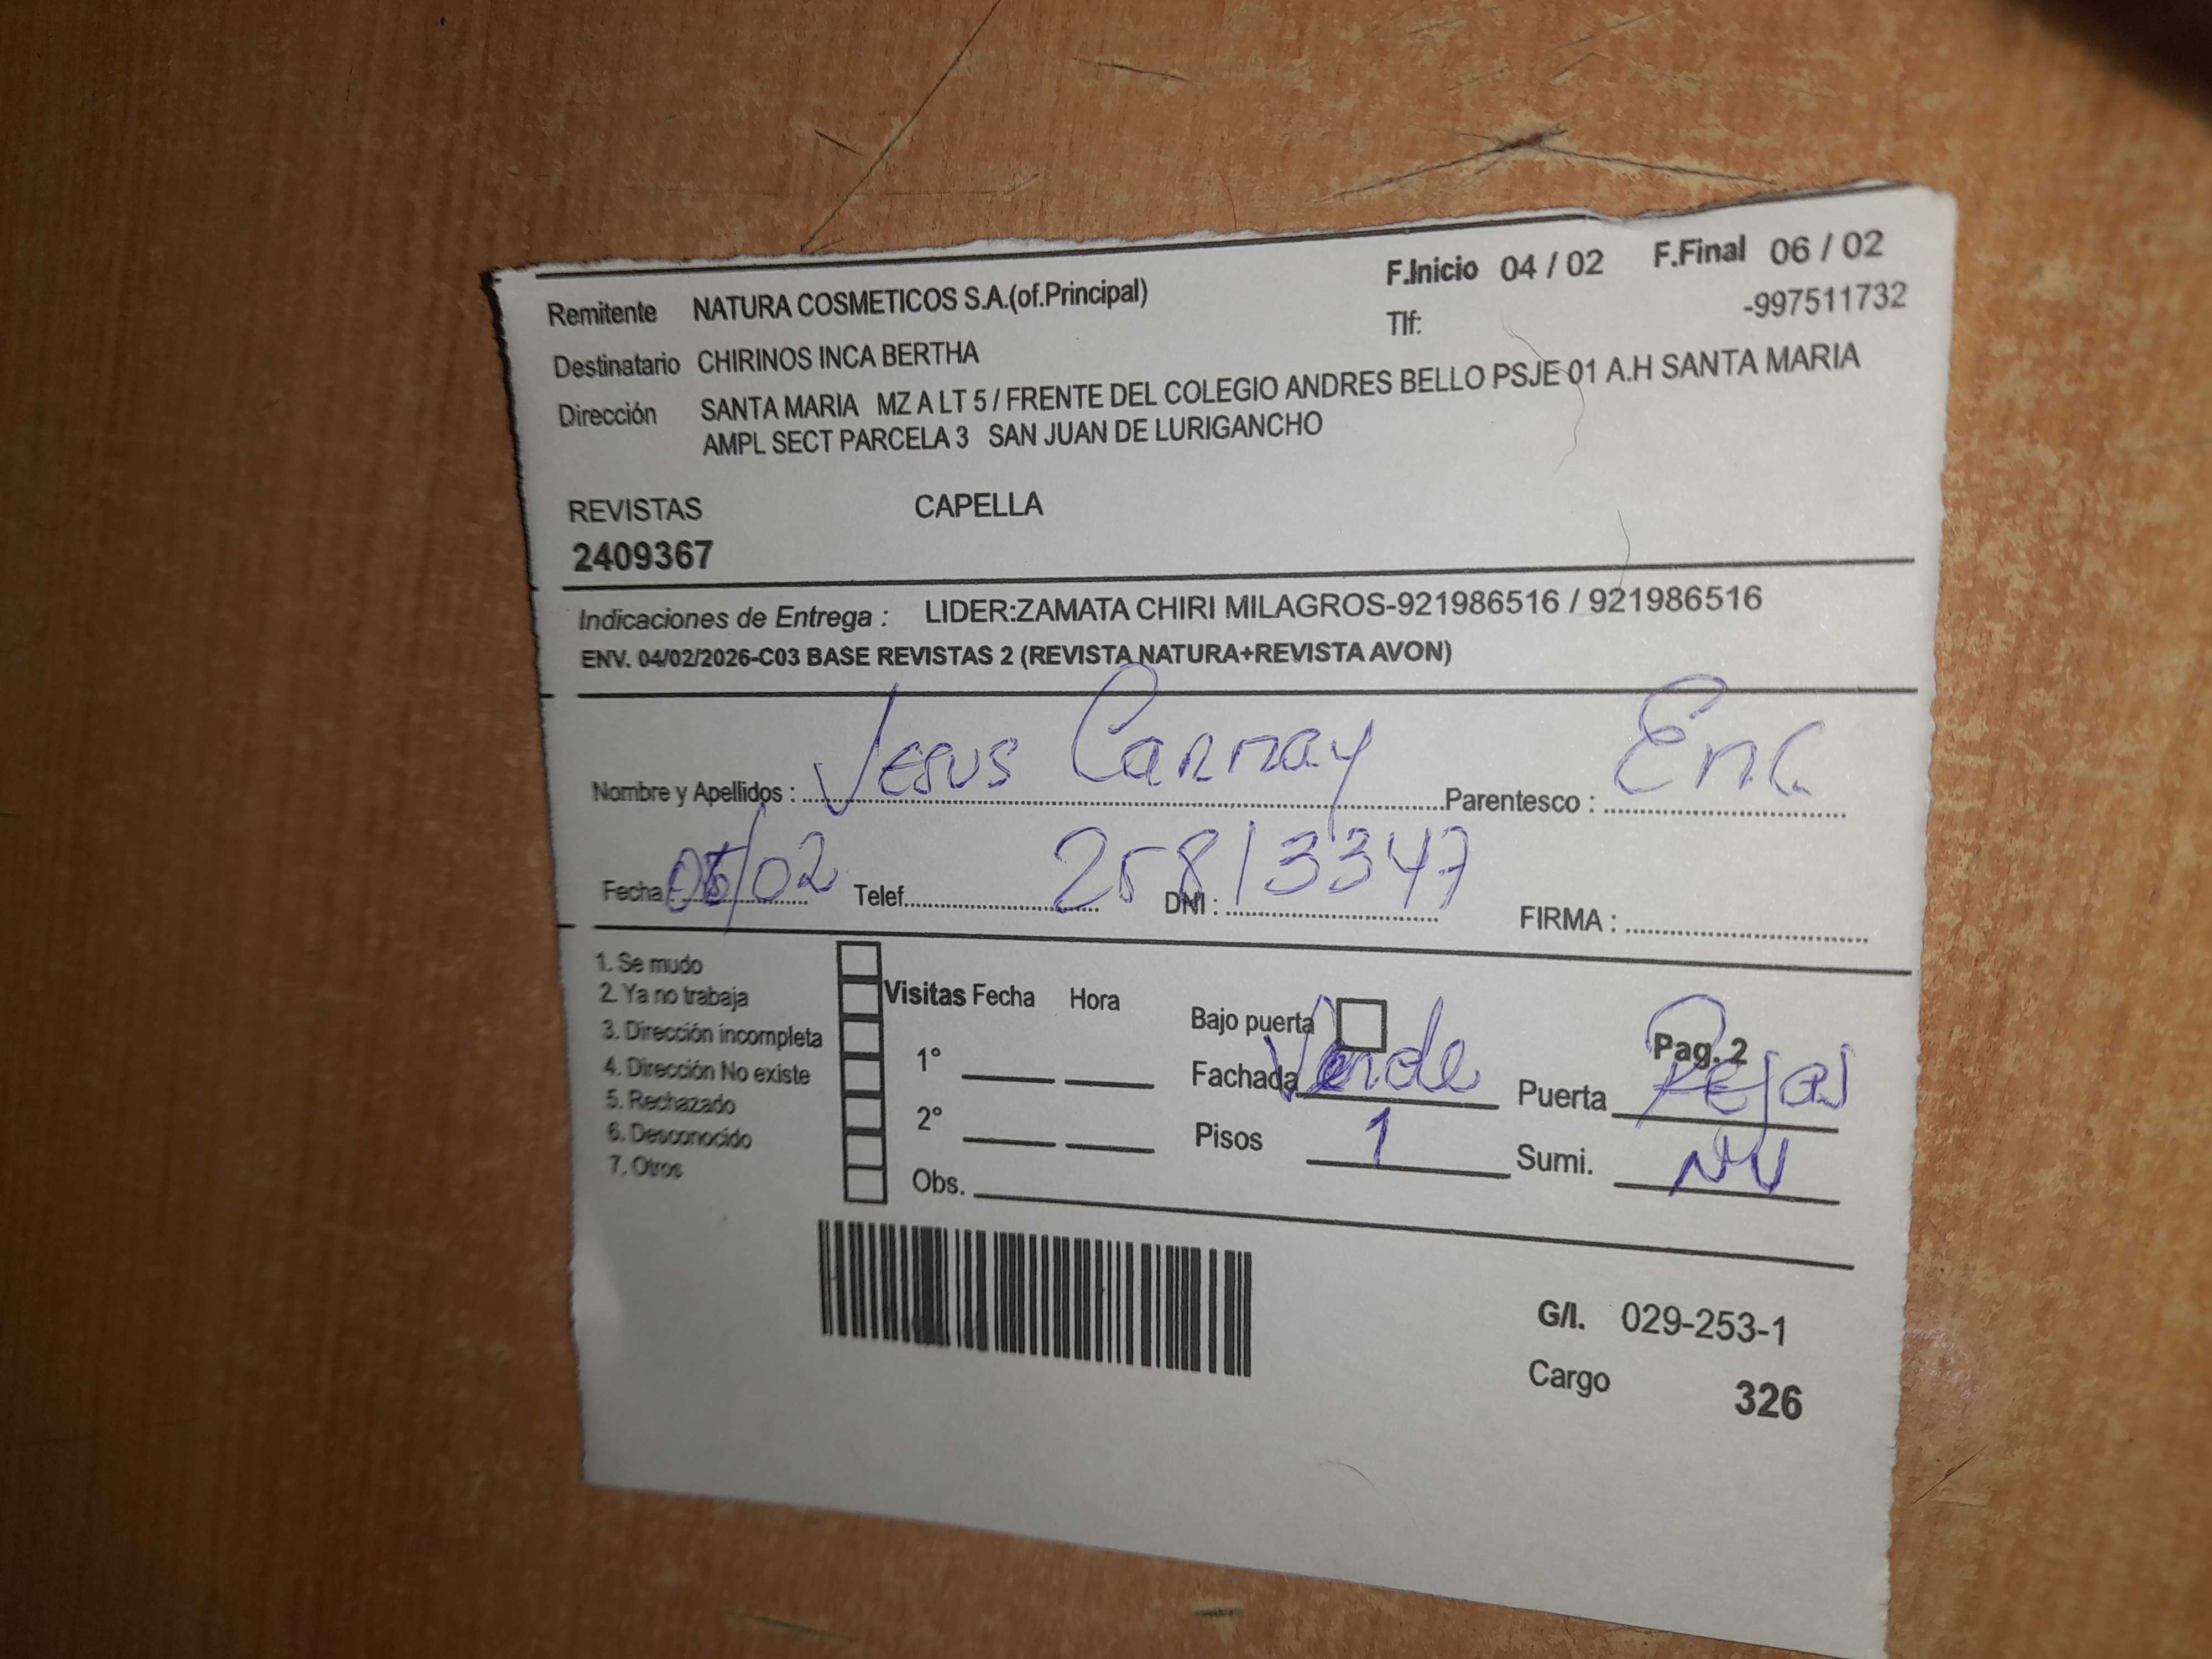 F.Inicio 04 / 02 F.Final 06 / 02
Remitente NATURA COSMETICOS S.A.(of.Principal) Tlf: -997511732
Destinatario CHIRINOS INCA BERTHA
Dirección SANTA MARIA MZ A LT 5 / FRENTE DEL COLEGIO ANDRES BELLO PSJE 01 A.H SANTA MARIA
AMPL SECT PARCELA 3 SAN JUAN DE LURIGANCHO
REVISTAS CAPELLA
2409367
Indicaciones de Entrega : LIDER:ZAMATA CHIRI MILAGROS-921986516 / 921986516
ENV. 04/02/2026-C03 BASE REVISTAS 2 (REVISTA NATURA+REVISTA AVON)
Nombre y Apellidos : Jesus Parentesco : Enc.
Fecha : /02 Telef. DNI : 25813347 FIRMA :
1. Se mudo
2. Ya no trabaja
3. Dirección incompleta
4. Dirección No existe
5. Rechazado
6. Desconocido
7. Otros
Visitas Fecha Hora
1°
2°
Obs.
Bajo puerta Pag. 2
Fachada Verde Puerta Rejas
Pisos 1 Sumi. NV
G/I. 029-253-1
Cargo 326